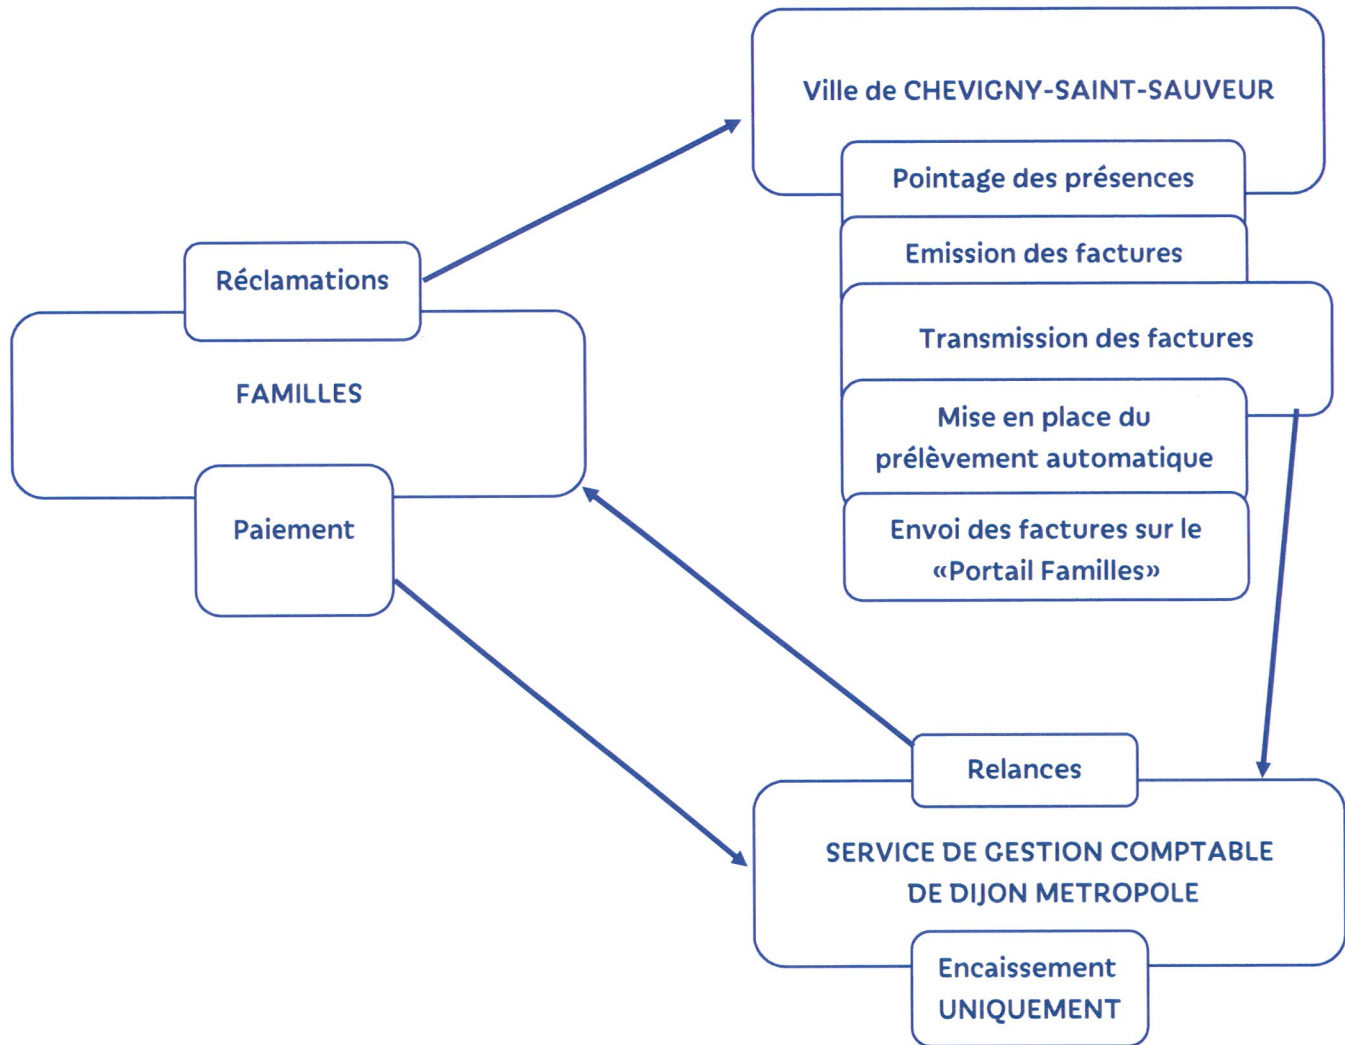 Ville de CHEVIGNY-SAINT-SAUVEUR
Pointage des présences
Emission des factures
Transmission des factures
Mise en place du
prélèvement automatique
Envoi des factures sur le
«Portail Familles»
Réclamations
FAMILLES
Paiement
Relances
SERVICE DE GESTION COMPTABLE
DE DIJON METROPOLE
Encaissement
UNIQUEMENT